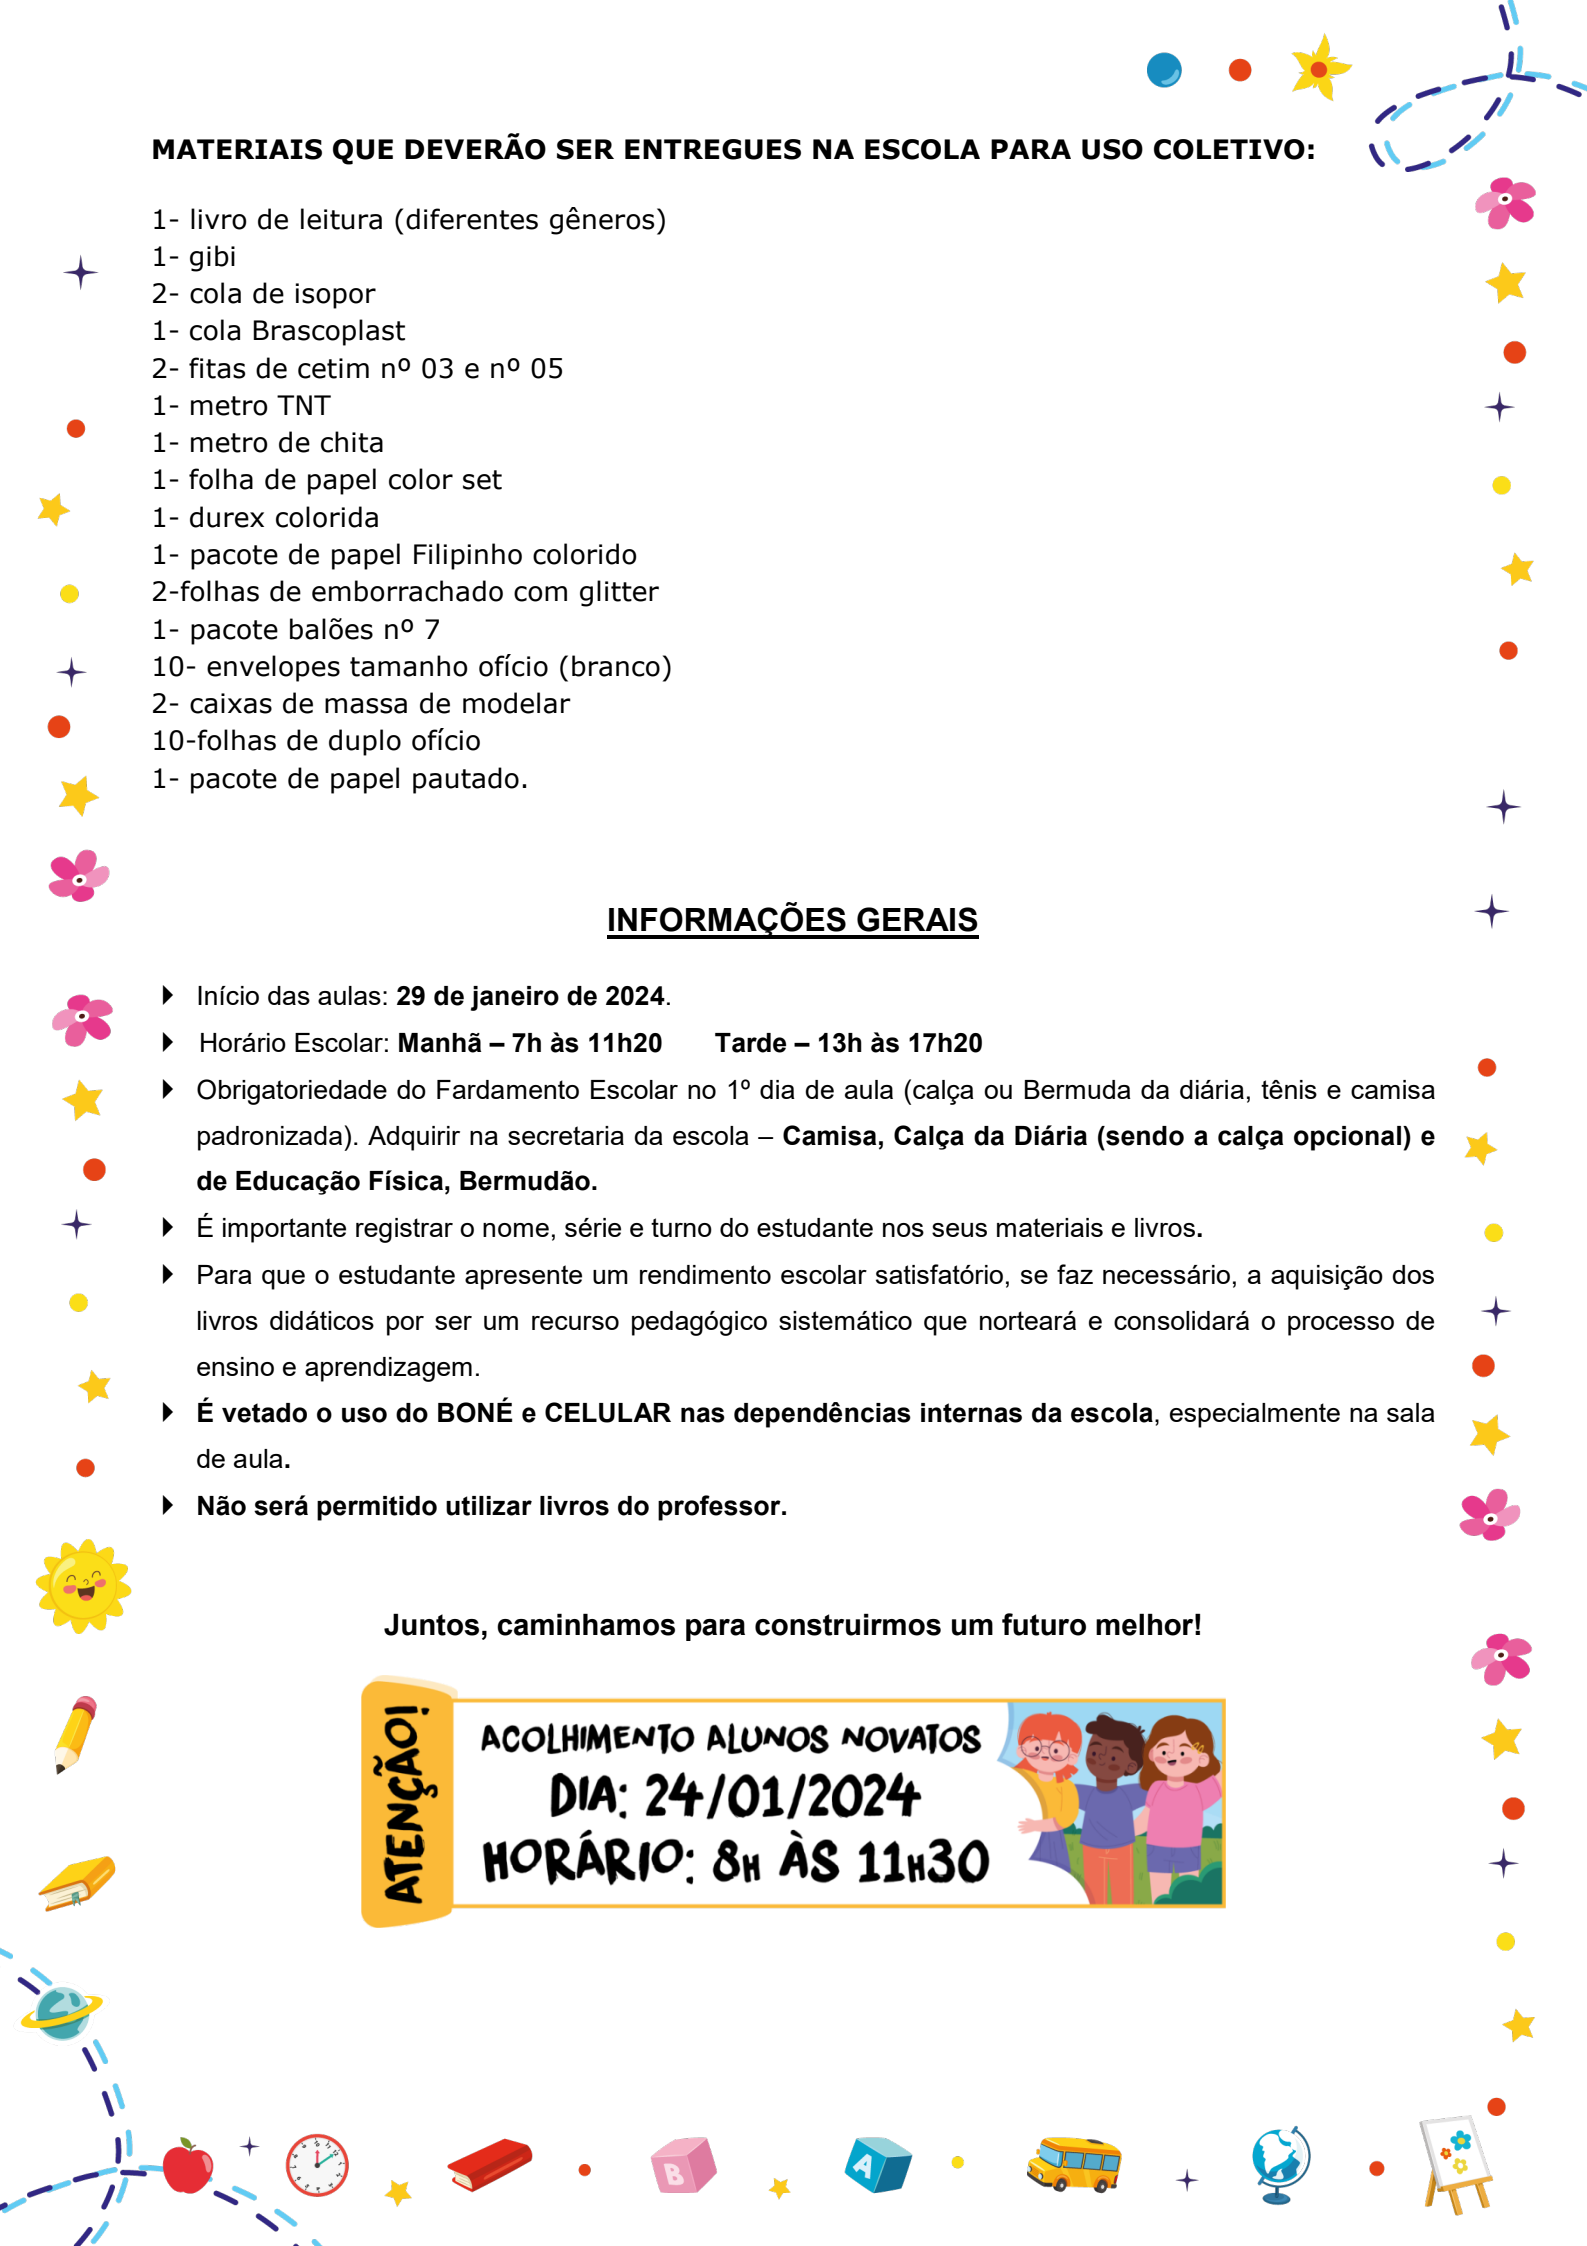 MATERIAIS QUE DEVERÃO SER ENTREGUES NA ESCOLA PARA USO COLETIVO:
1- livro de leitura (diferentes gêneros)
1- gibi
2- cola de isopor
1- cola Brascoplast
2- fitas de cetim nº 03 e nº 05
1- metro TNT
1- metro de chita
1- folha de papel color set
1- durex colorida
1- pacote de papel Filipinho colorido
2-folhas de emborrachado com glitter
1- pacote balões nº 7
10- envelopes tamanho ofício (branco)
2- caixas de massa de modelar
10-folhas de duplo ofício
1- pacote de papel pautado.
INFORMAÇÕES GERAIS
Início das aulas: 29 de janeiro de 2024.
Horário Escolar: Manhã – 7h às 11h20 Tarde – 13h às 17h20
Obrigatoriedade do Fardamento Escolar no 1º dia de aula (calça ou Bermuda da diária, tênis e camisa
padronizada). Adquirir na secretaria da escola – Camisa, Calça da Diária (sendo a calça opcional) e
de Educação Física, Bermudão.
É importante registrar o nome, série e turno do estudante nos seus materiais e livros.
Para que o estudante apresente um rendimento escolar satisfatório, se faz necessário, a aquisição dos
livros didáticos por ser um recurso pedagógico sistemático que norteará e consolidará o processo de
ensino e aprendizagem.
É vetado o uso do BONÉ e CELULAR nas dependências internas da escola, especialmente na sala
de aula.
Não será permitido utilizar livros do professor.
Juntos, caminhamos para construirmos um futuro melhor!
ATENÇÃO!
ACOLHIMENTO ALUNOS NOVATOS
DIA: 24/01/2024
HORÁRIO: 8H ÀS 11H30
B
A